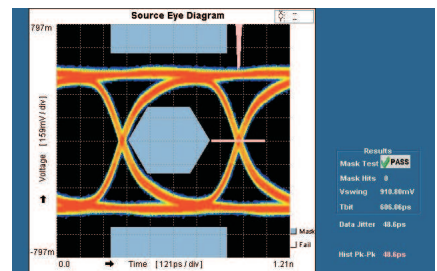 Source Eye Diagram
X: --
Y: --
797m
Voltage [159mV / div]
-797m
0.0
Time [121ps / div]
1.21n
Mask
Fail
Results
Mask Test PASS
Mask Hits 0
Vswing 910.80mV
Tbit 606.06ps
Data Jitter 48.6ps
Hist Pk-Pk 48.6ps